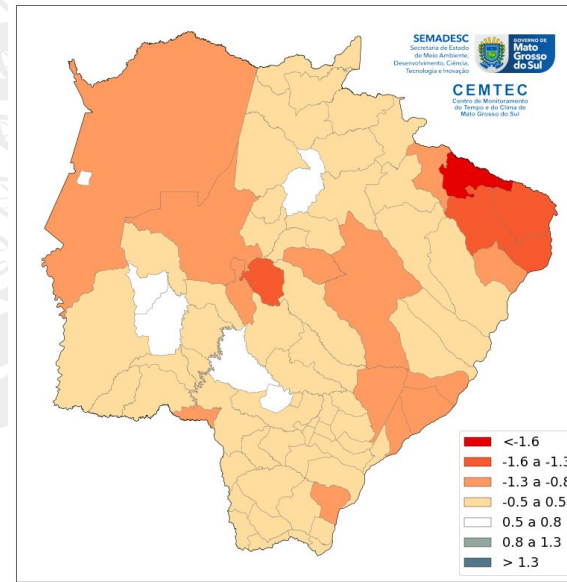 SEMADESC
Secretaria de Estado
de Meio Ambiente,
Desenvolvimento, Ciência,
Tecnologia e Inovação
GOVERNO DE
Mato
Grosso
do Sul
CEMTEC
Centro de Monitoramento
do Tempo e do Clima de
Mato Grosso do Sul
<-1.6
-1.6 a -1.3
-1.3 a -0.8
-0.5 a 0.5
0.5 a 0.8
0.8 a 1.3
> 1.3